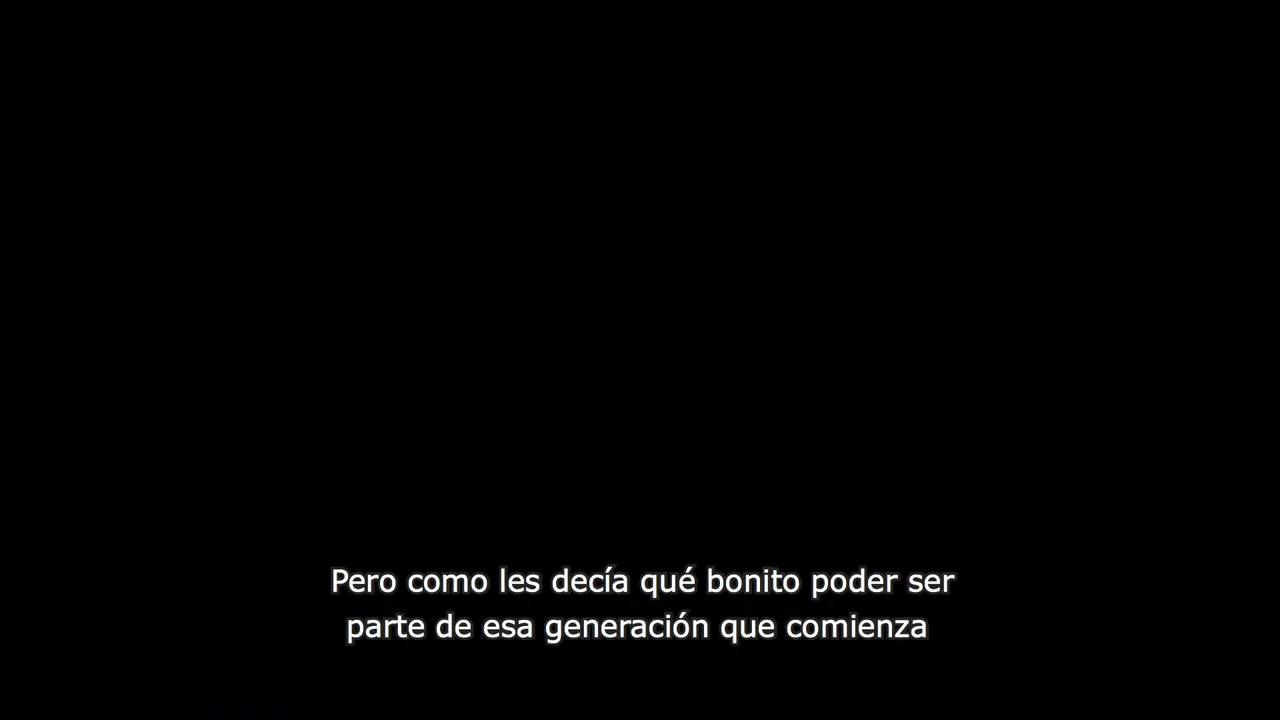 Pero como les decía qué bonito poder ser
parte de esa generación que comienza